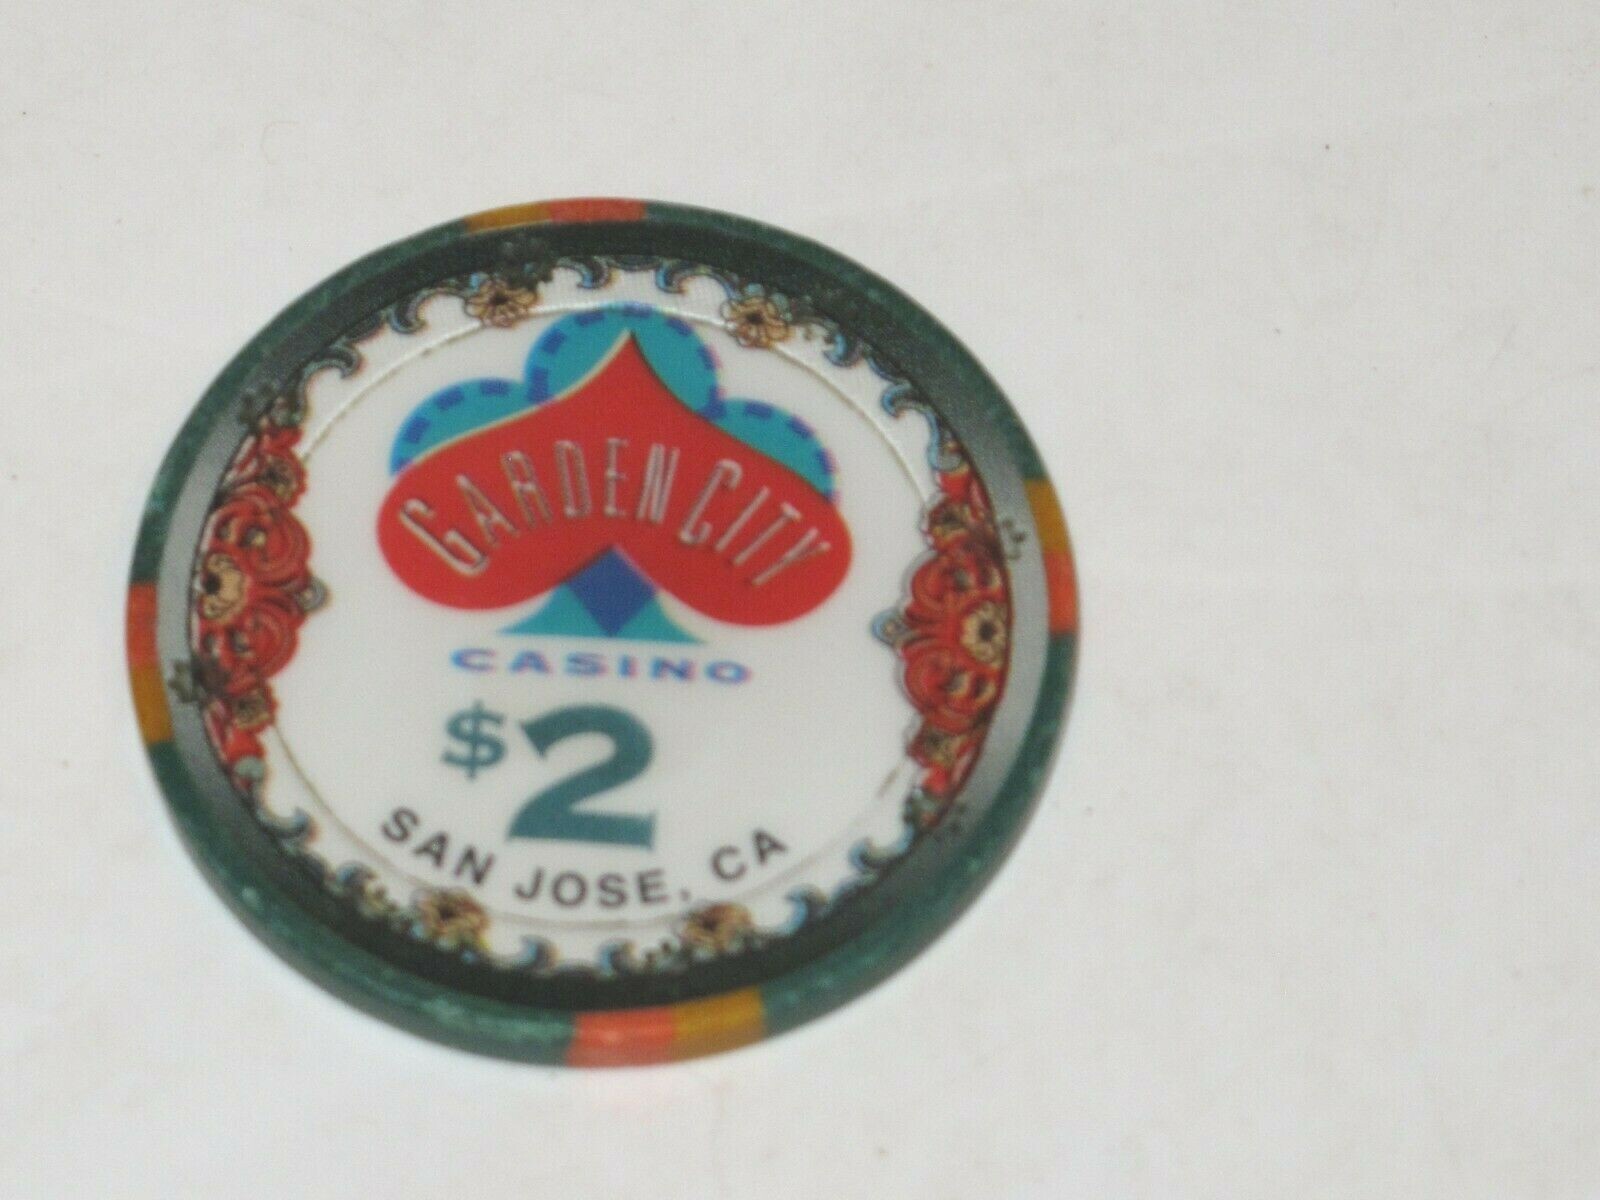 GARDEN CITY
CASINO
$2
SAN JOSE, CA